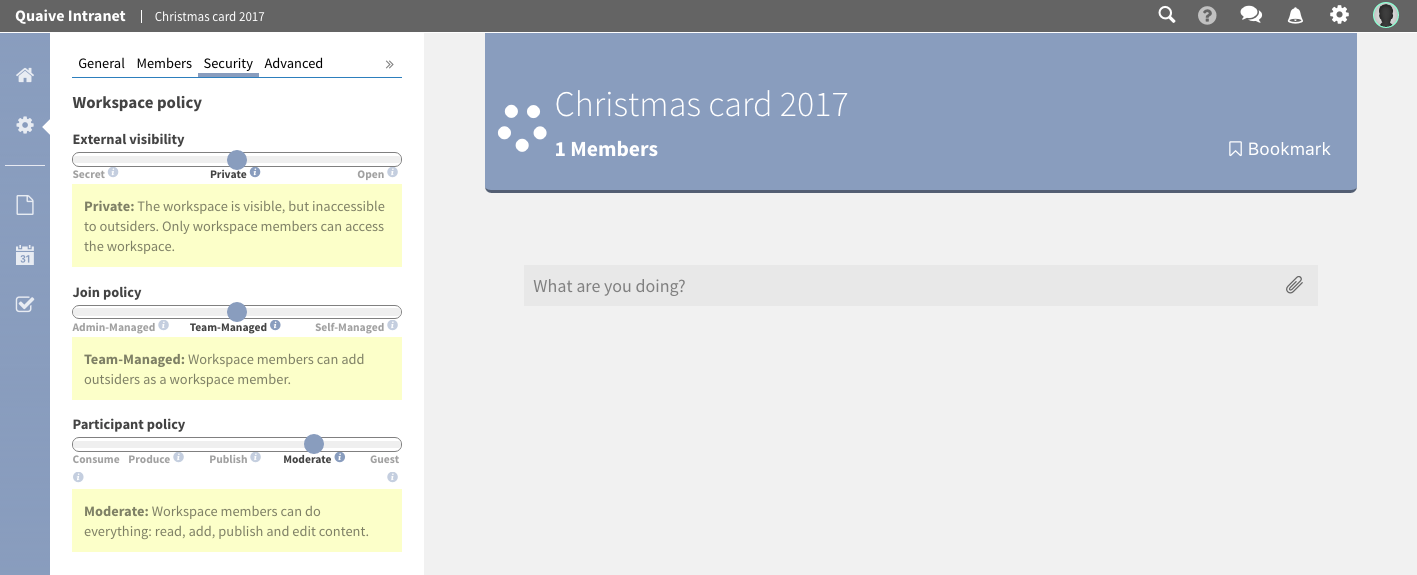 Quaive Intranet | Christmas card 2017
General Members Security Advanced »
Workspace policy
External visibility
Secret i Private i Open i
Private: The workspace is visible, but inaccessible
to outsiders. Only workspace members can access
the workspace.
Join policy
Admin-Managed i Team-Managed i Self-Managed i
Team-Managed: Workspace members can add
outsiders as a workspace member.
Participant policy
Consume Produce i Publish i Moderate i Guest
i i
Moderate: Workspace members can do
everything: read, add, publish and edit content.
31
Christmas card 2017
1 Members
Bookmark
What are you doing?